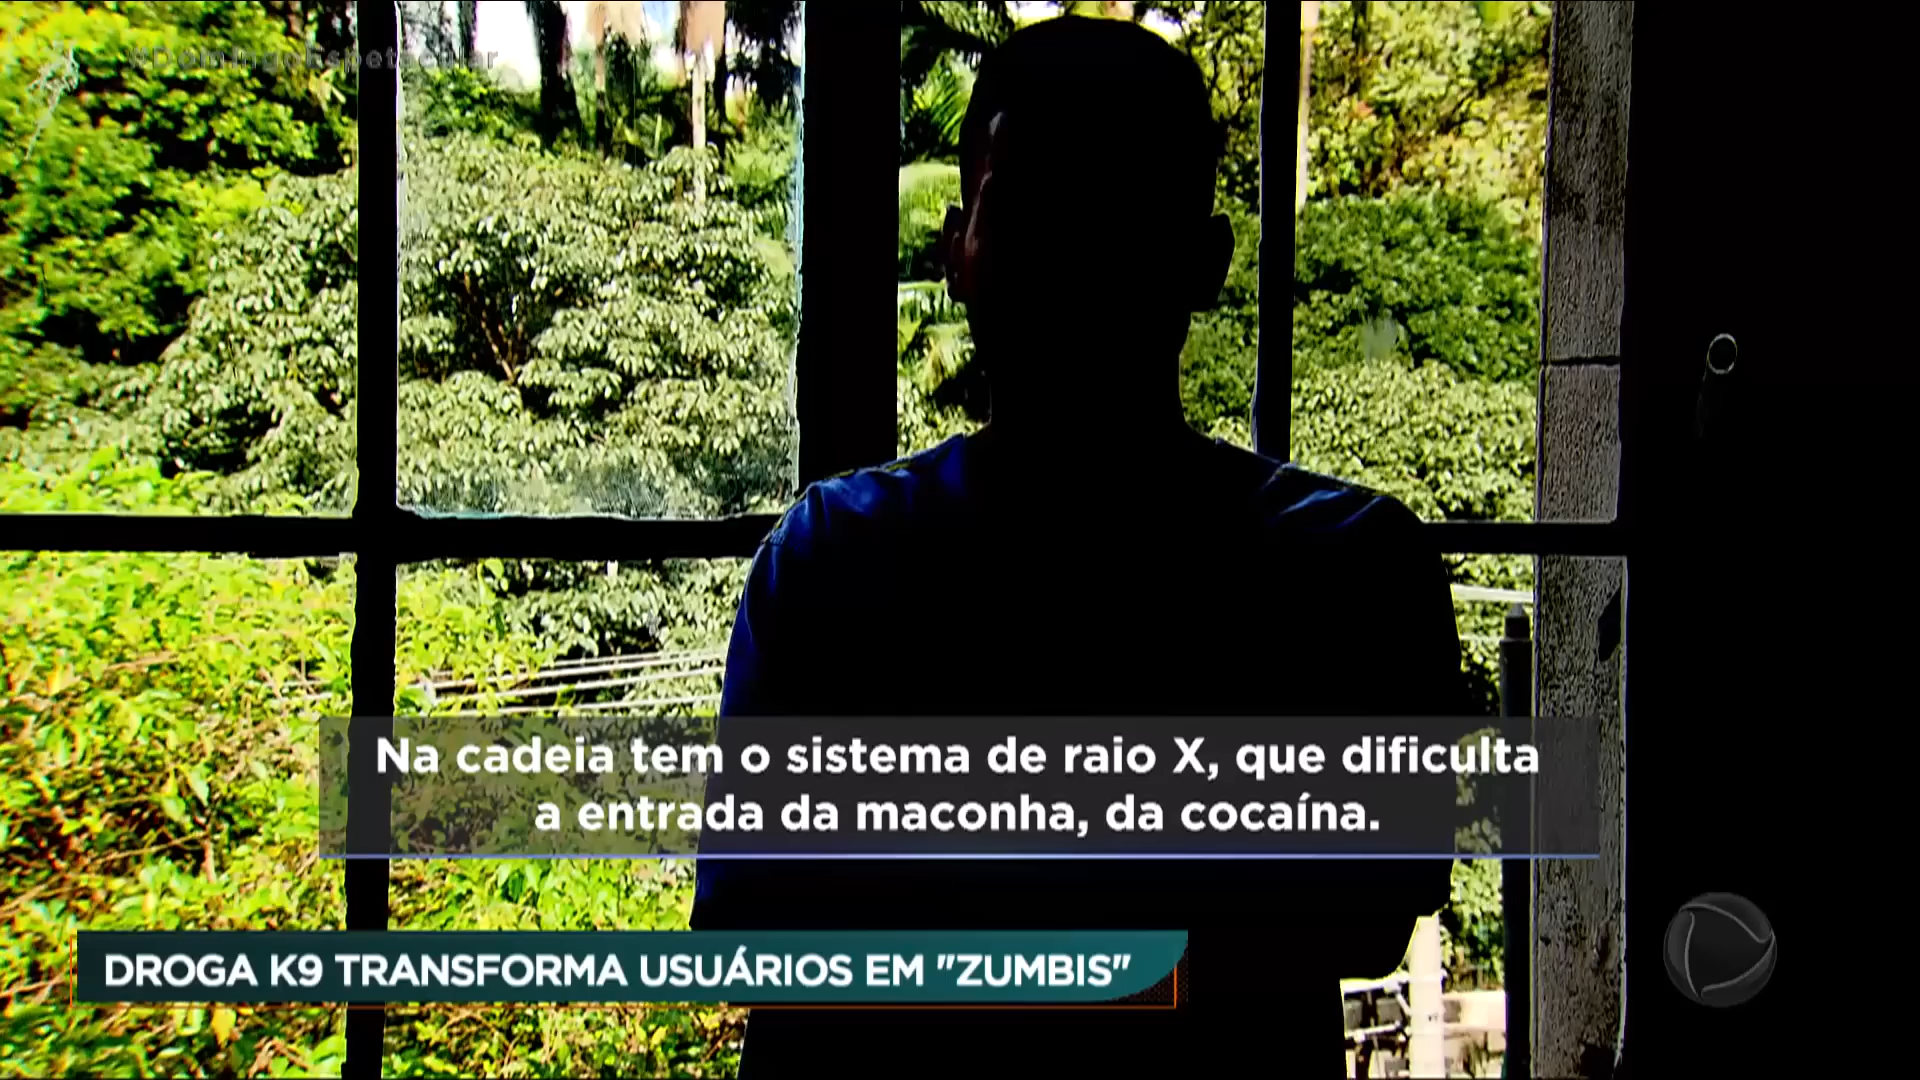 #DomingoEspetacular
Na cadeia tem o sistema de raio X, que dificulta
a entrada da maconha, da cocaína.
DROGA K9 TRANSFORMA USUÁRIOS EM "ZUMBIS"